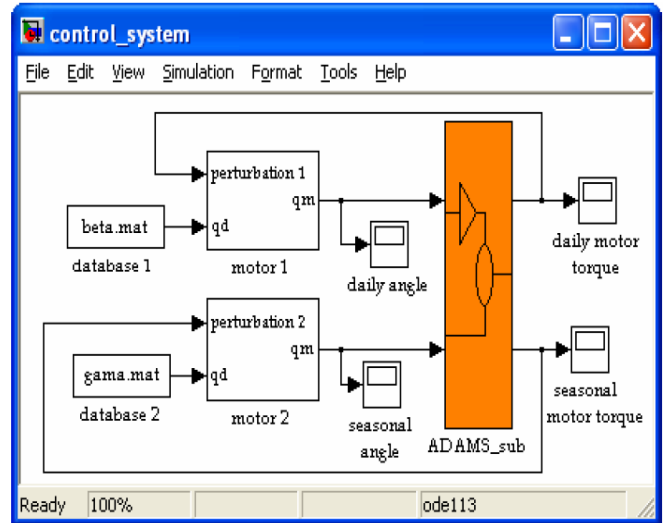 control_system
File Edit View Simulation Format Tools Help
perturbation 1
qm
beta.mat
qd
database 1
motor 1
daily angle
daily motor
torque
perturbation 2
qm
gama.mat
qd
database 2
motor 2
seasonal
angle
ADAMS_sub
seasonal
motor torque
Ready 100% ode113